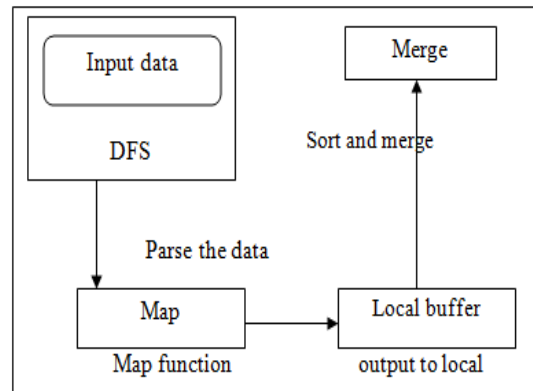 Input data
DFS
Merge
Sort and merge
Parse the data
Map
Local buffer
Map function
output to local